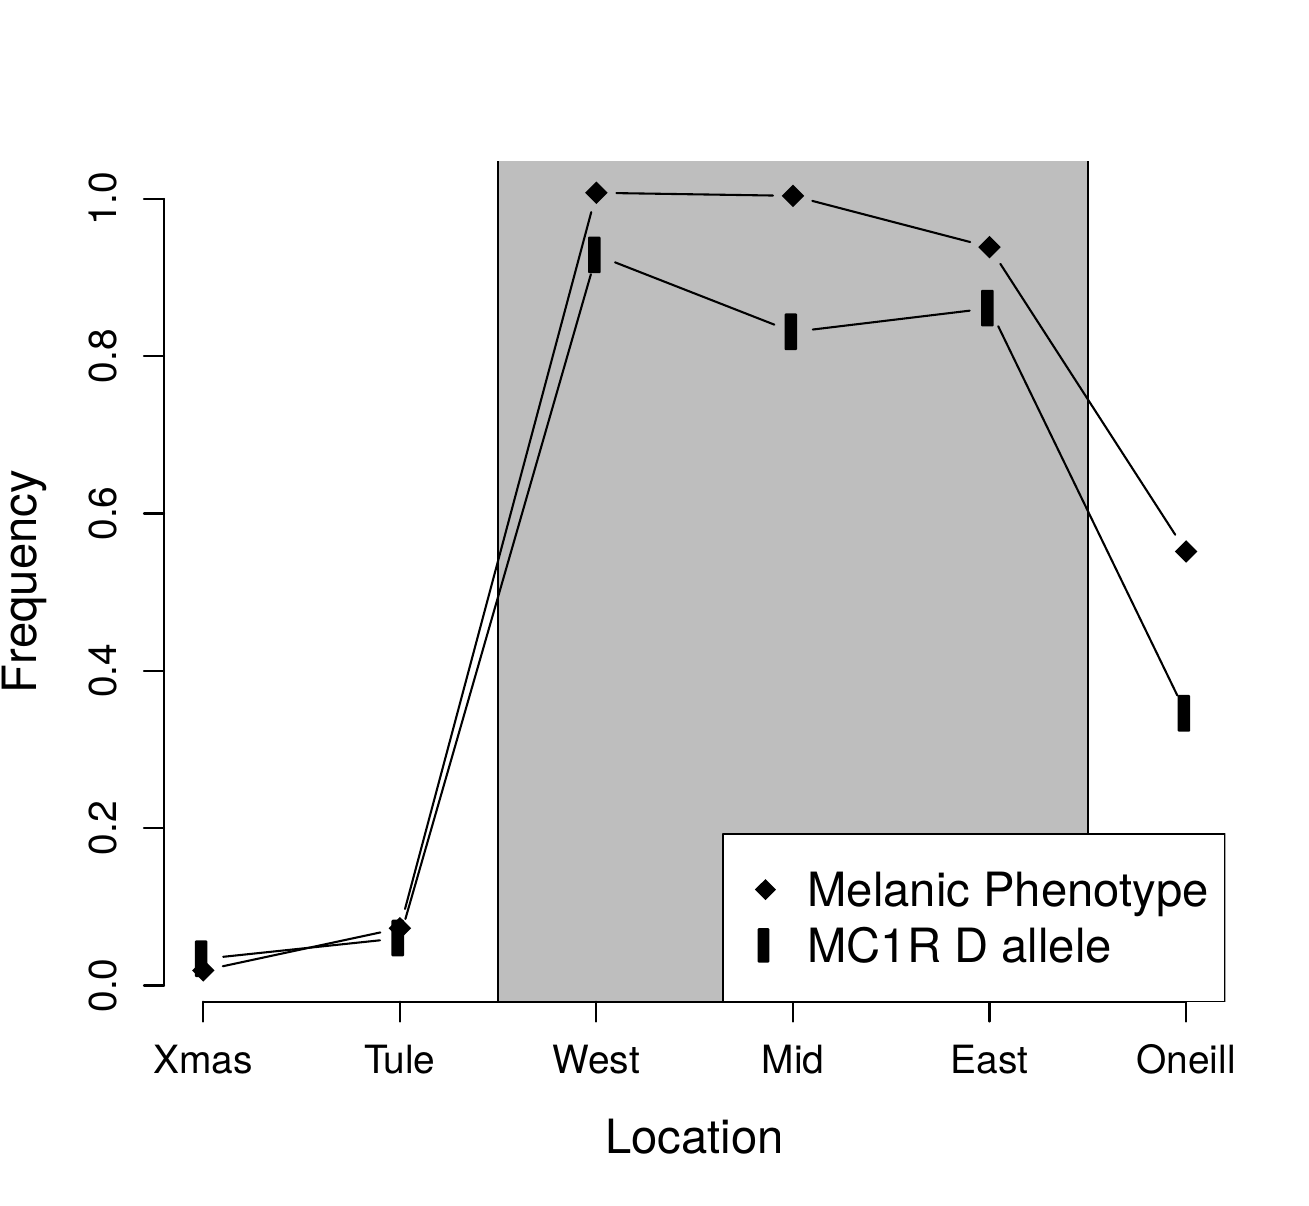 1.0
0.8
0.6
0.4
0.2
0.0
Frequency
Melanic Phenotype
MC1R D allele
Xmas Tule West Mid East Oneill
Location